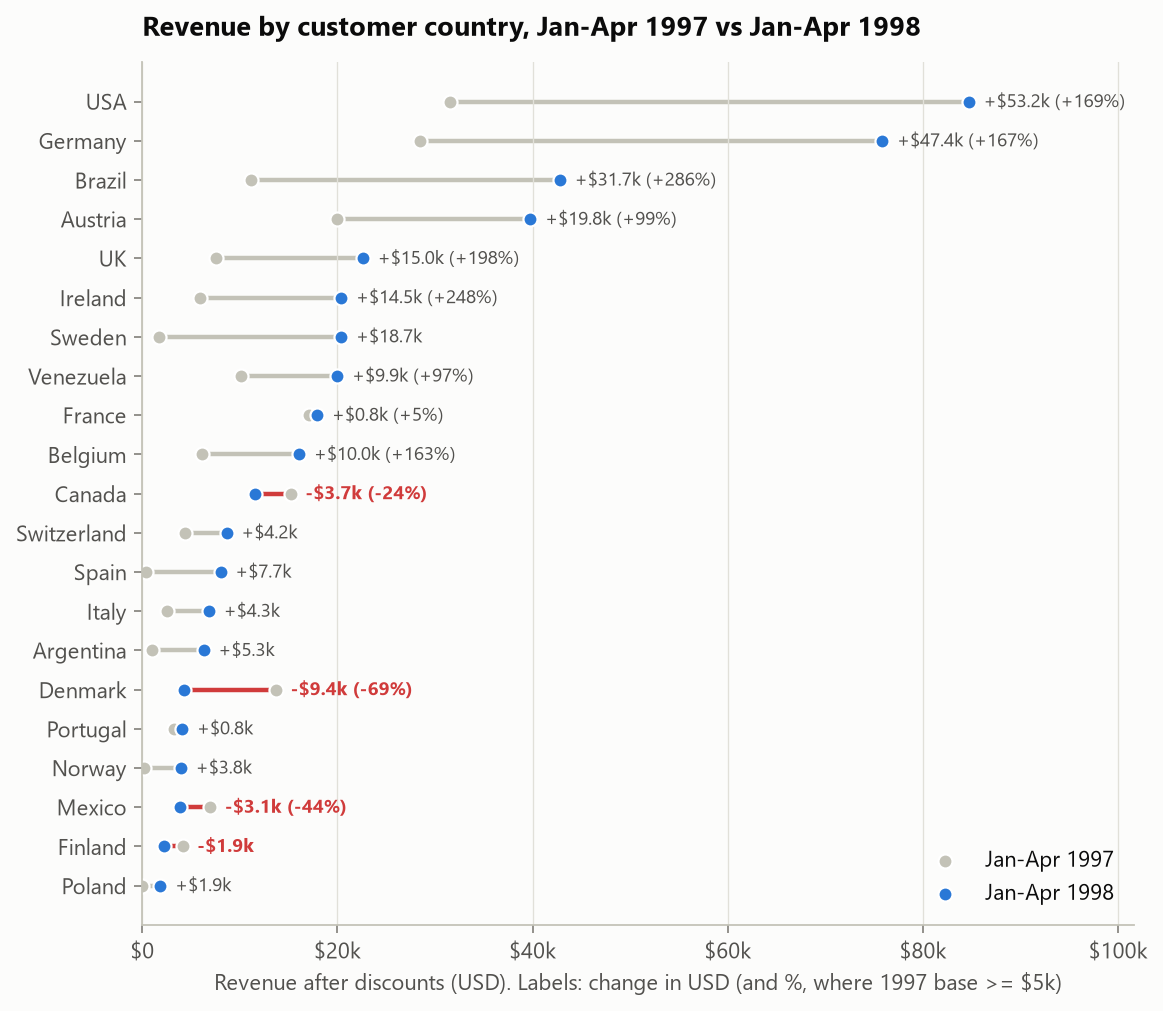 Revenue by customer country, Jan-Apr 1997 vs Jan-Apr 1998
USA +$53.2k (+169%)
Germany +$47.4k (+167%)
Brazil +$31.7k (+286%)
Austria +$19.8k (+99%)
UK +$15.0k (+198%)
Ireland +$14.5k (+248%)
Sweden +$18.7k
Venezuela +$9.9k (+97%)
France +$0.8k (+5%)
Belgium +$10.0k (+163%)
Canada -$3.7k (-24%)
Switzerland +$4.2k
Spain +$7.7k
Italy +$4.3k
Argentina +$5.3k
Denmark -$9.4k (-69%)
Portugal +$0.8k
Norway +$3.8k
Mexico -$3.1k (-44%)
Finland -$1.9k
Poland +$1.9k
Jan-Apr 1997
Jan-Apr 1998
$0 $20k $40k $60k $80k $100k
Revenue after discounts (USD). Labels: change in USD (and %, where 1997 base >= $5k)